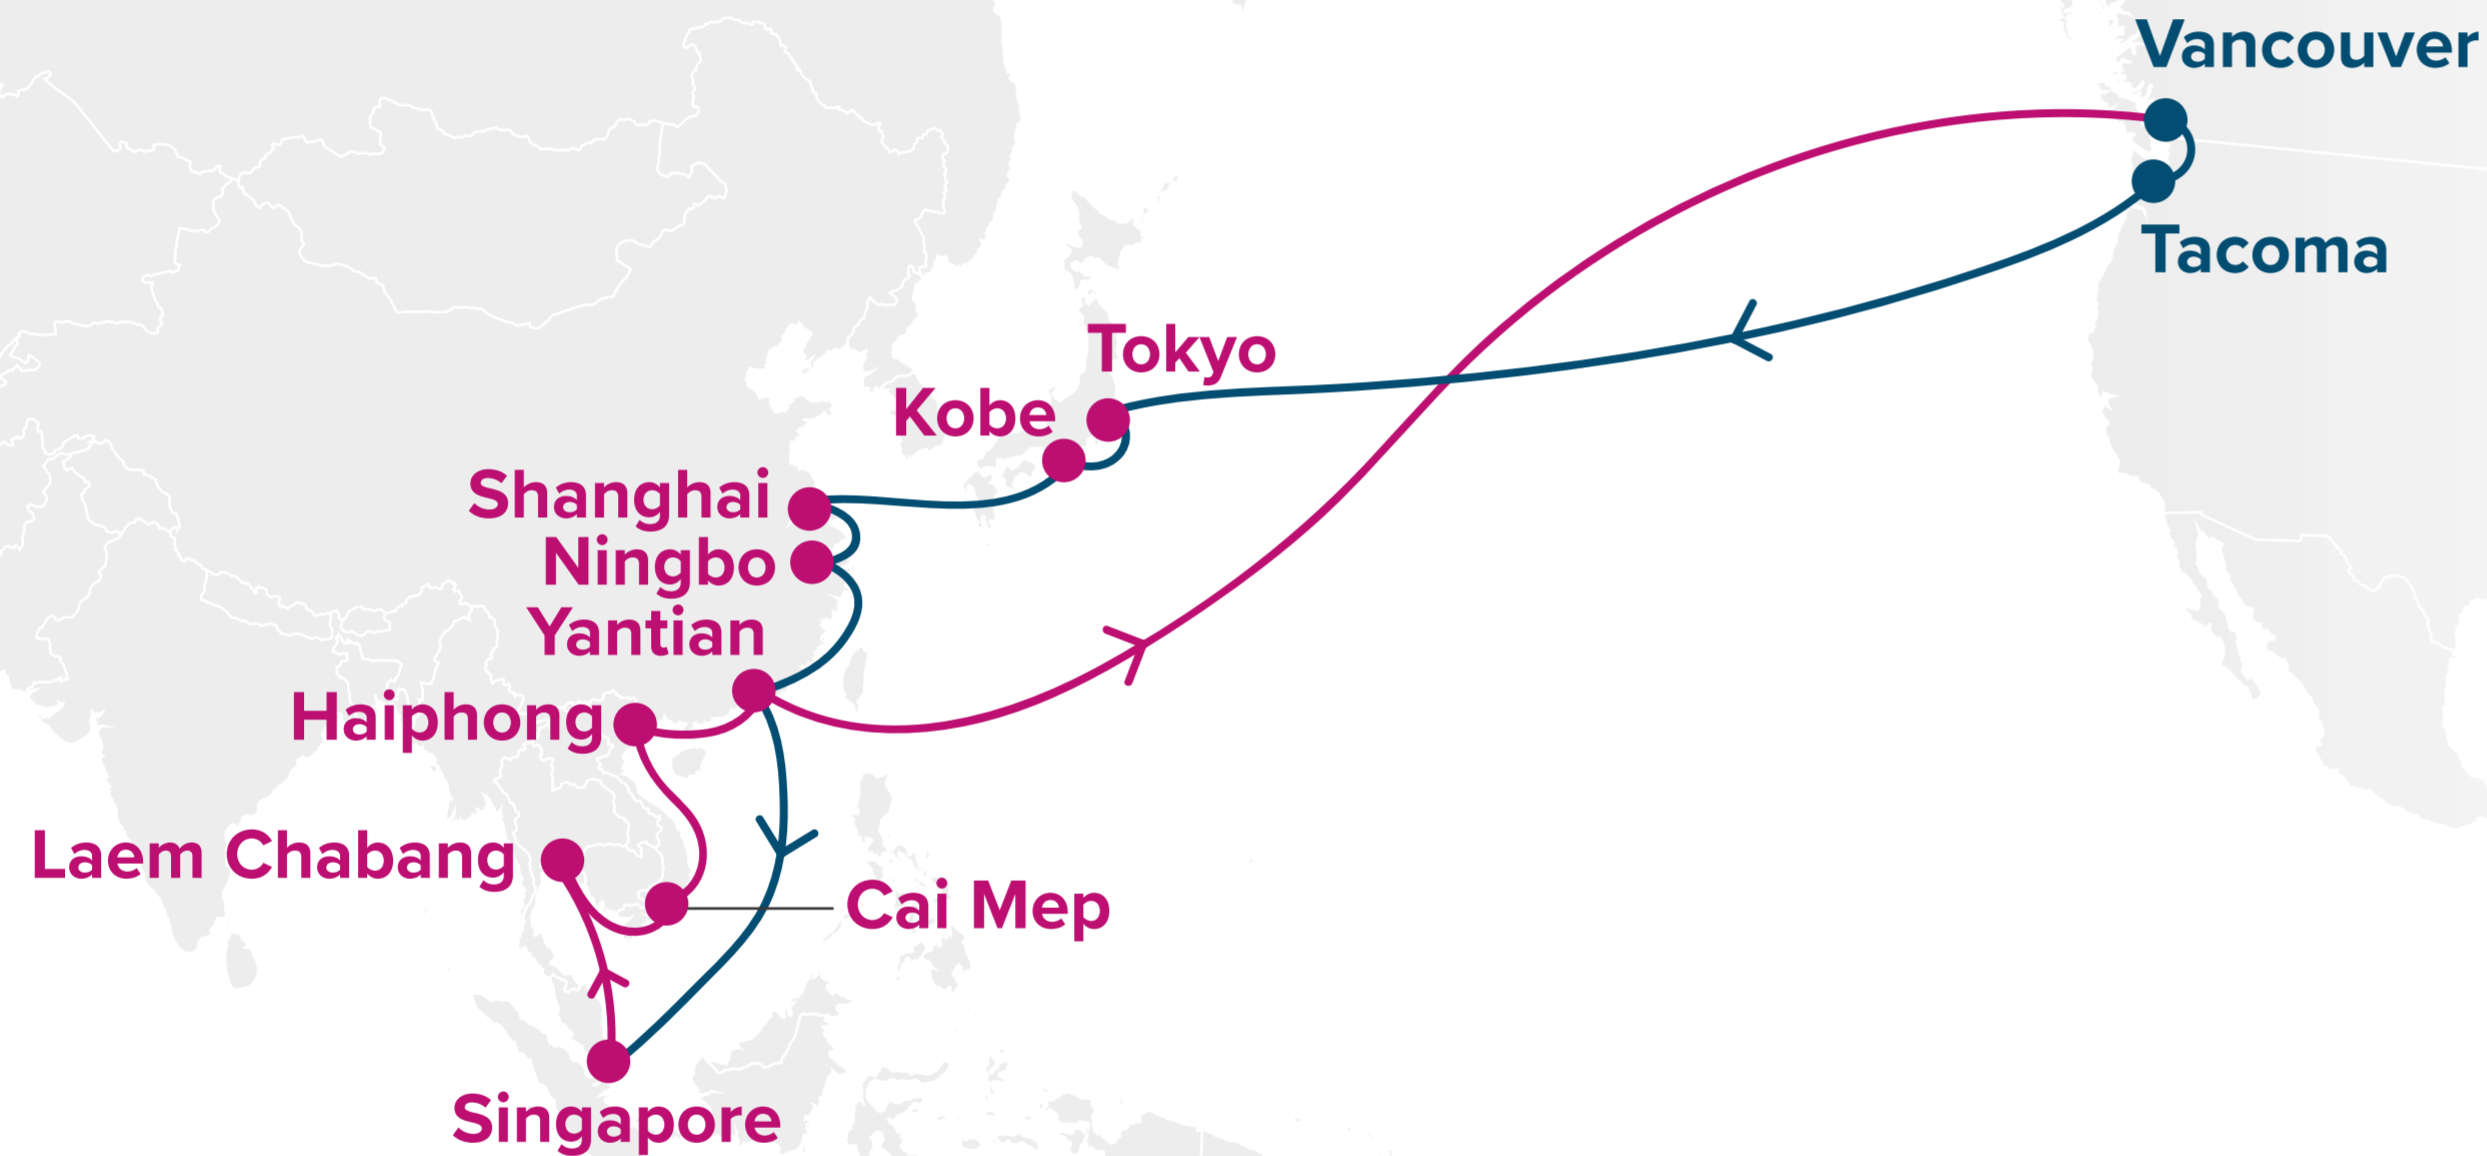 Vancouver
Tacoma
Tokyo
Kobe
Shanghai
Ningbo
Yantian
Haiphong
Laem Chabang
Cai Mep
Singapore